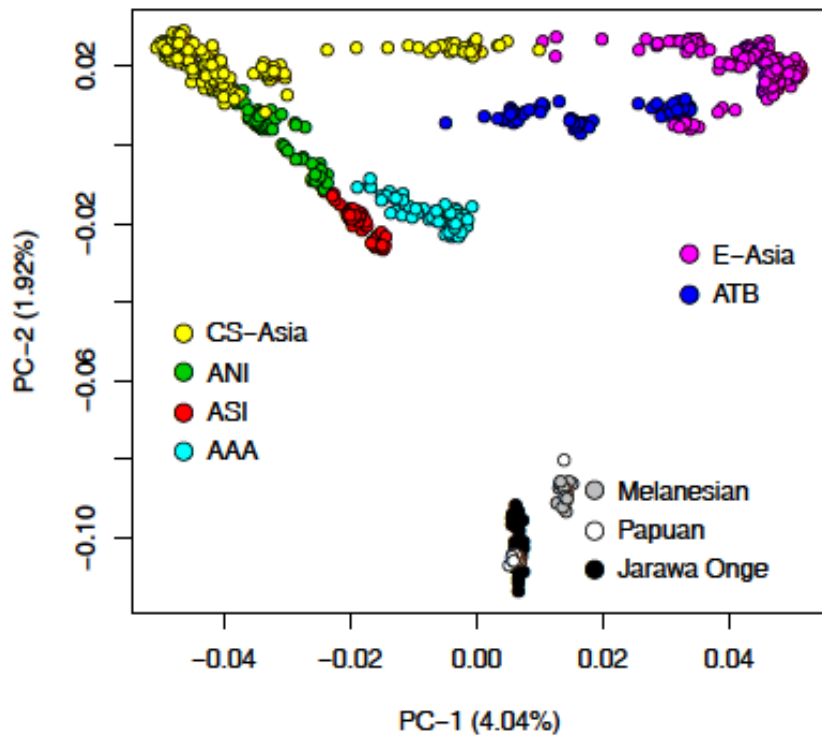 0.02
−0.02
−0.06
−0.10
PC−2 (1.92%)
E−Asia
ATB
CS−Asia
ANI
ASI
AAA
Melanesian
Papuan
Jarawa Onge
−0.04
−0.02
0.00
0.02
0.04
PC−1 (4.04%)